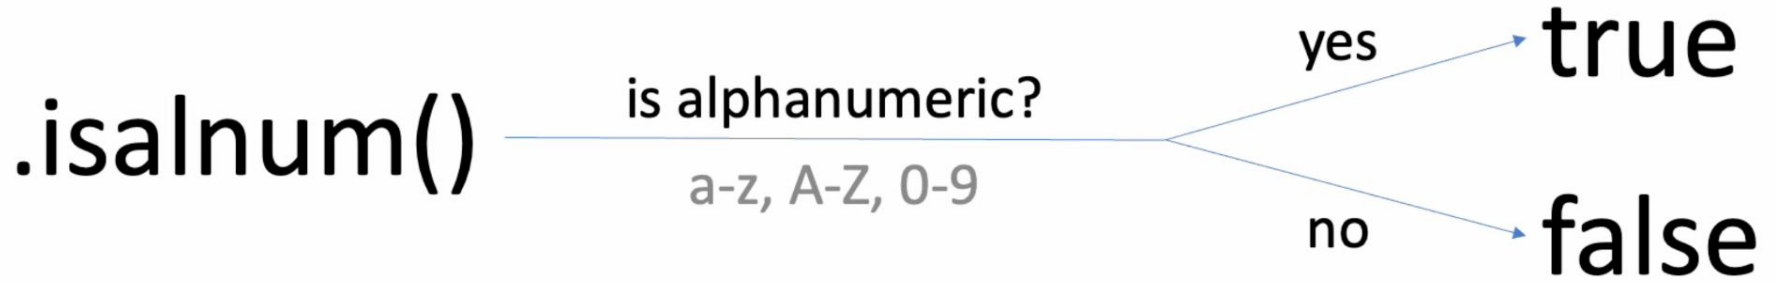 .isalnum()
is alphanumeric?
a-z, A-Z, 0-9
yes
true
no
false